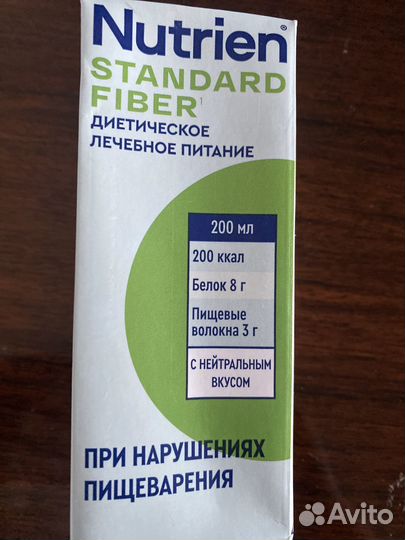 Nutrien®
STANDARD
FIBER¹
ДИЕТИЧЕСКОЕ
ЛЕЧЕБНОЕ ПИТАНИЕ
200 мл
200 ккал
Белок 8 г
Пищевые
волокна 3 г
С НЕЙТРАЛЬНЫМ
ВКУСОМ
ПРИ НАРУШЕНИЯХ
ПИЩЕВАРЕНИЯ
Avito